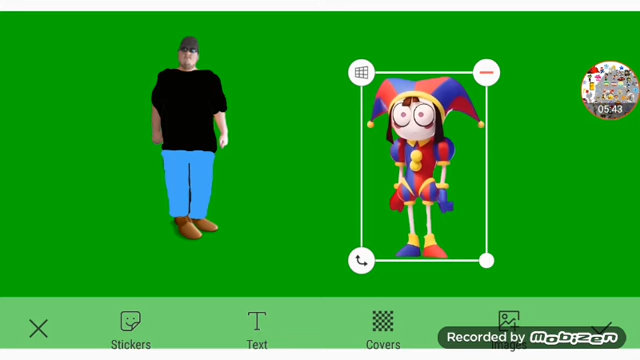 05:43
Stickers
Text
Covers
Images
Recorded by mobizen